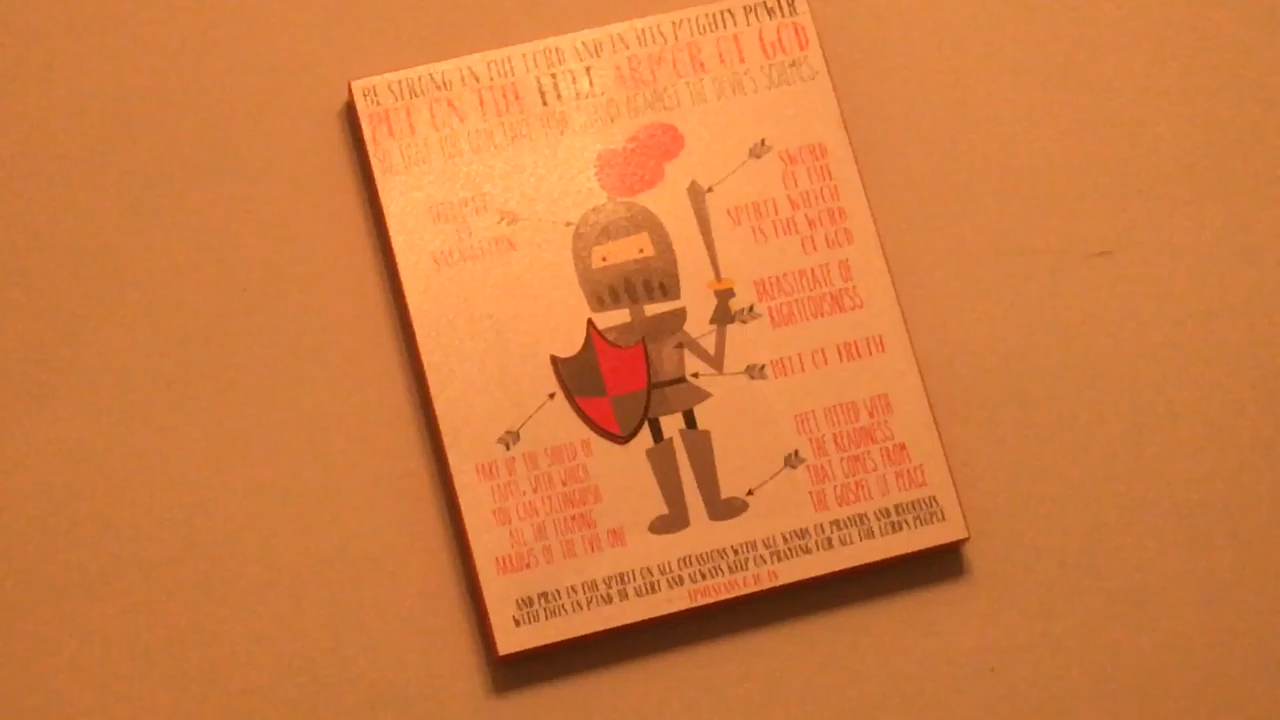 BE STRONG IN THE LORD AND IN HIS MIGHTY POWER
PUT ON THE FULL ARMOR OF GOD
SO THAT YOU CAN TAKE YOUR STAND AGAINST THE DEVIL'S SCHEMES.
HELMET
OF
SALVATION
SWORD
OF THE
SPIRIT WHICH
IS THE WORD
OF GOD
BREASTPLATE OF
RIGHTEOUSNESS
BELT OF TRUTH
TAKE UP THE SHIELD OF
FAITH, WITH WHICH
YOU CAN EXTINGUISH
ALL THE FLAMING
ARROWS OF THE EVIL ONE
FEET FITTED WITH
THE READINESS
THAT COMES FROM
THE GOSPEL OF PEACE
AND PRAY IN THE SPIRIT ON ALL OCCASIONS WITH ALL KINDS OF PRAYERS AND REQUESTS.
WITH THIS IN MIND BE ALERT AND ALWAYS KEEP ON PRAYING FOR ALL THE LORD'S PEOPLE
EPHESIANS 6:10-18